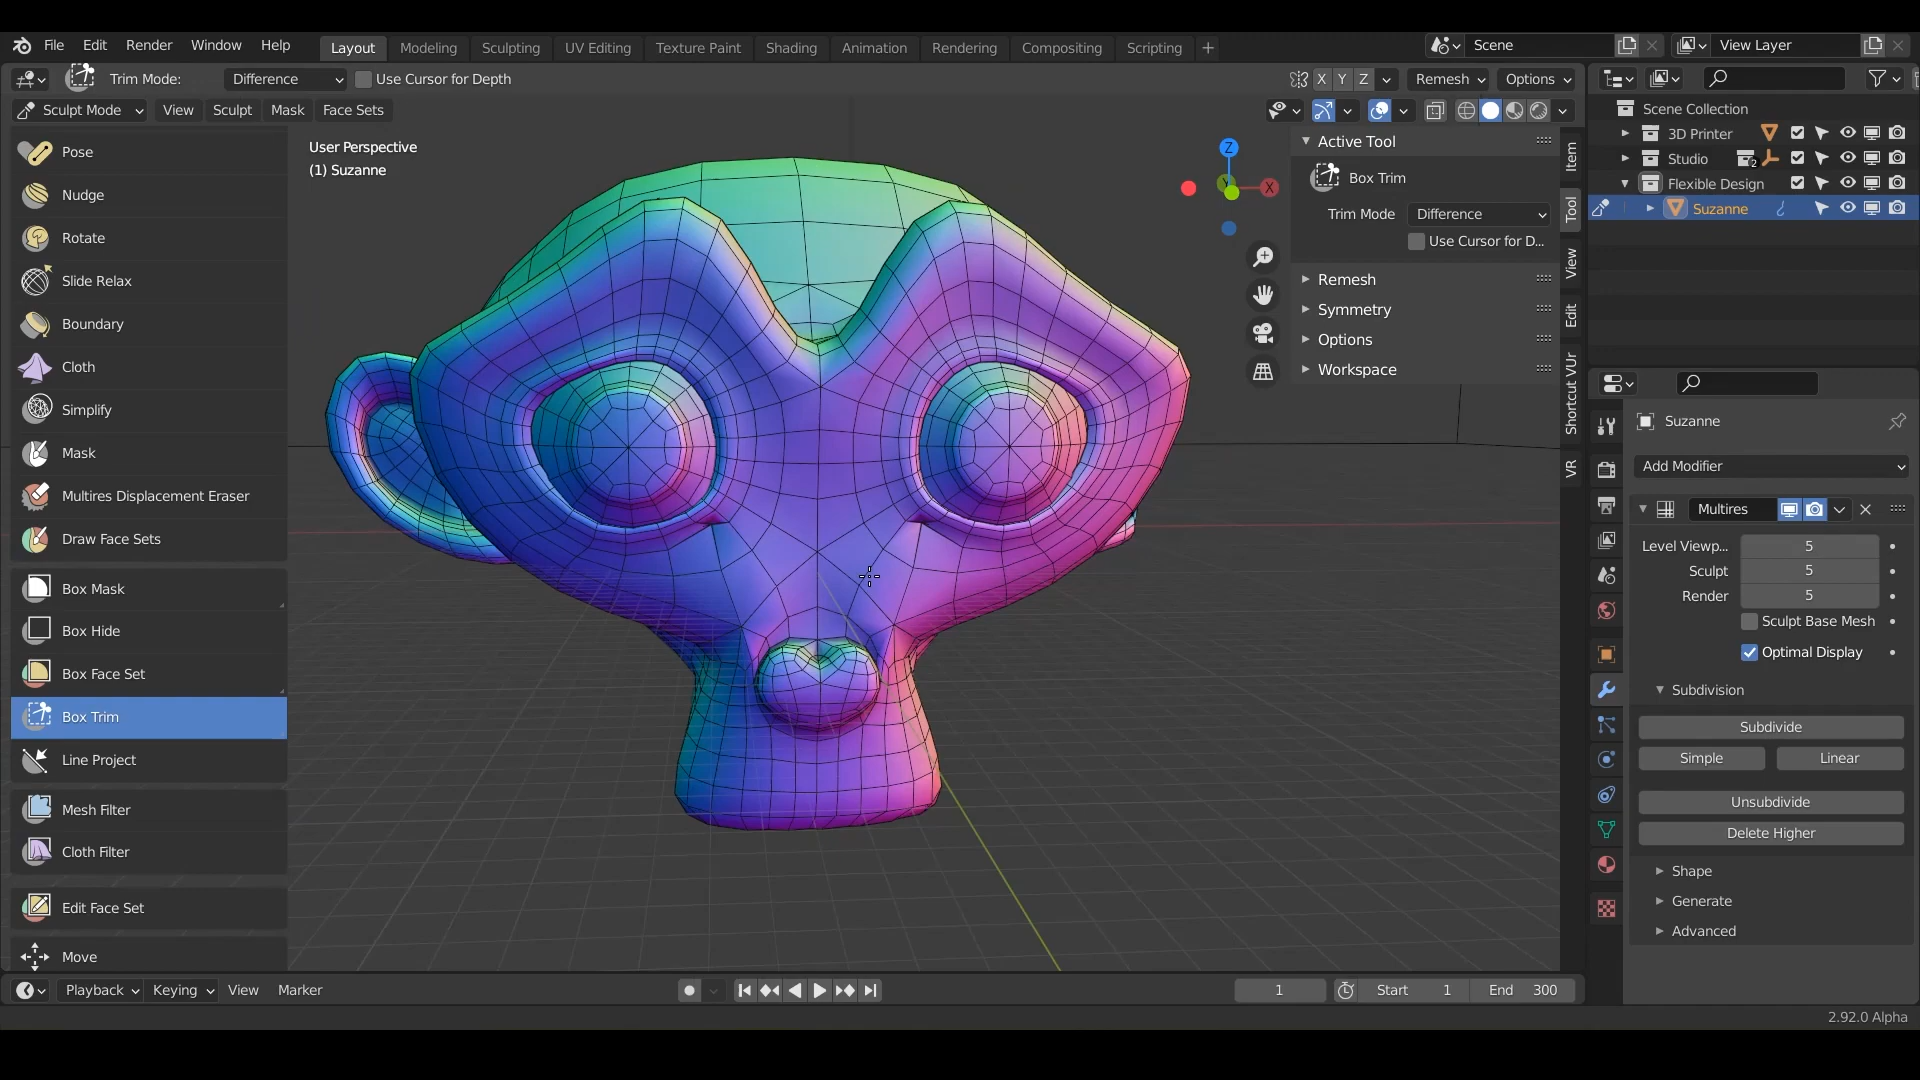 File Edit Render Window Help Layout Modeling Sculpting UV Editing Texture Paint Shading Animation Rendering Compositing Scripting + Scene View Layer
Trim Mode: Difference Use Cursor for Depth X Y Z Remesh Options
Sculpt Mode View Sculpt Mask Face Sets
User Perspective
(1) Suzanne
Pose
Nudge
Rotate
Slide Relax
Boundary
Cloth
Simplify
Mask
Multires Displacement Eraser
Draw Face Sets
Box Mask
Box Hide
Box Face Set
Box Trim
Line Project
Mesh Filter
Cloth Filter
Edit Face Set
Move
Z
Y
X
Active Tool
Box Trim
Trim Mode Difference
Use Cursor for D...
Remesh
Symmetry
Options
Workspace
Item
Tool
View
Edit
Shortcut VUr
VR
Scene Collection
3D Printer
Studio 2
Flexible Design
Suzanne
Suzanne
Add Modifier
Multires
Level Viewp... 5
Sculpt 5
Render 5
Sculpt Base Mesh
Optimal Display
Subdivision
Subdivide
Simple Linear
Unsubdivide
Delete Higher
Shape
Generate
Advanced
Playback Keying View Marker 1 Start 1 End 300
2.92.0 Alpha